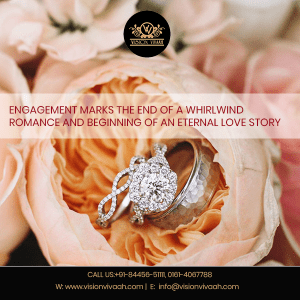 VISION VIVAAH
ENGAGEMENT MARKS THE END OF A WHIRLWIND
ROMANCE AND BEGINNING OF AN ETERNAL LOVE STORY
CALL US:+91-84456-51111, 0161-4067788
W: www.visionvivaah.com | E: info@visionvivaah.com